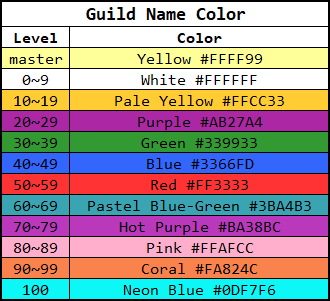 Guild Name Color
Level Color
master Yellow #FFFF99
0~9 White #FFFFFF
10~19 Pale Yellow #FFCC33
20~29 Purple #AB27A4
30~39 Green #339933
40~49 Blue #3366FD
50~59 Red #FF3333
60~69 Pastel Blue-Green #3BA4B3
70~79 Hot Purple #BA38BC
80~89 Pink #FFAFCC
90~99 Coral #FA824C
100 Neon Blue #0DF7F6